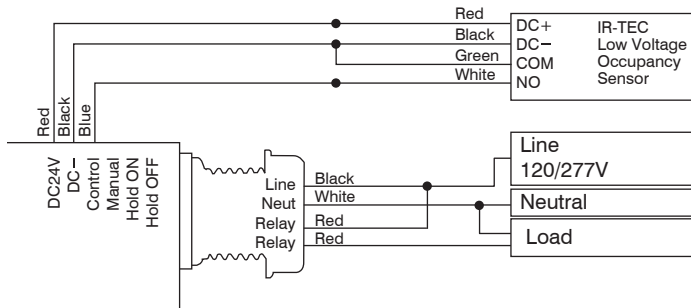 Red
Black
Green
White
DC+
DC−
COM
NO
IR-TEC
Low Voltage
Occupancy
Sensor
Red
Black
Blue
DC24V
DC−
Control
Manual
Hold ON
Hold OFF
Line
Neut
Relay
Relay
Black
White
Red
Red
Line
120/277V
Neutral
Load